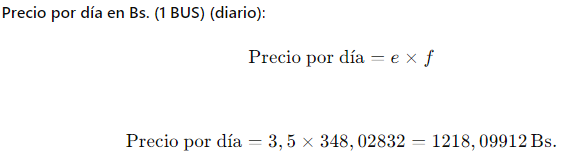 Precio por día en Bs. (1 BUS) (diario):
Precio por día = e × f
Precio por día = 3, 5 × 348, 02832 = 1218, 09912 Bs.